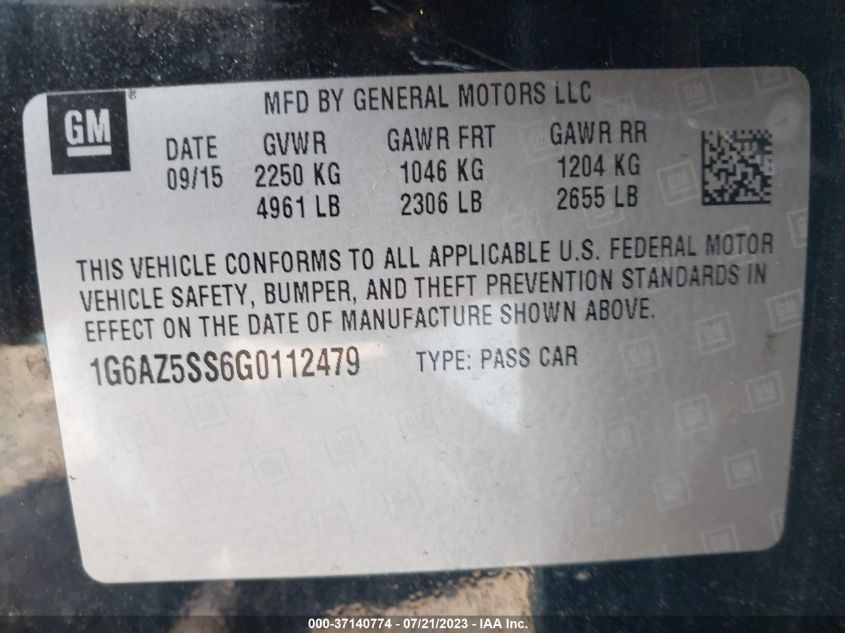 GM
MFD BY GENERAL MOTORS LLC
DATE GVWR GAWR FRT GAWR RR
09/15 2250 KG 1046 KG 1204 KG
4961 LB 2306 LB 2655 LB
THIS VEHICLE CONFORMS TO ALL APPLICABLE U.S. FEDERAL MOTOR
VEHICLE SAFETY, BUMPER, AND THEFT PREVENTION STANDARDS IN
EFFECT ON THE DATE OF MANUFACTURE SHOWN ABOVE.
1G6AZ5SS6G0112479 TYPE: PASS CAR
000-37140774 - 07/21/2023 - IAA Inc.